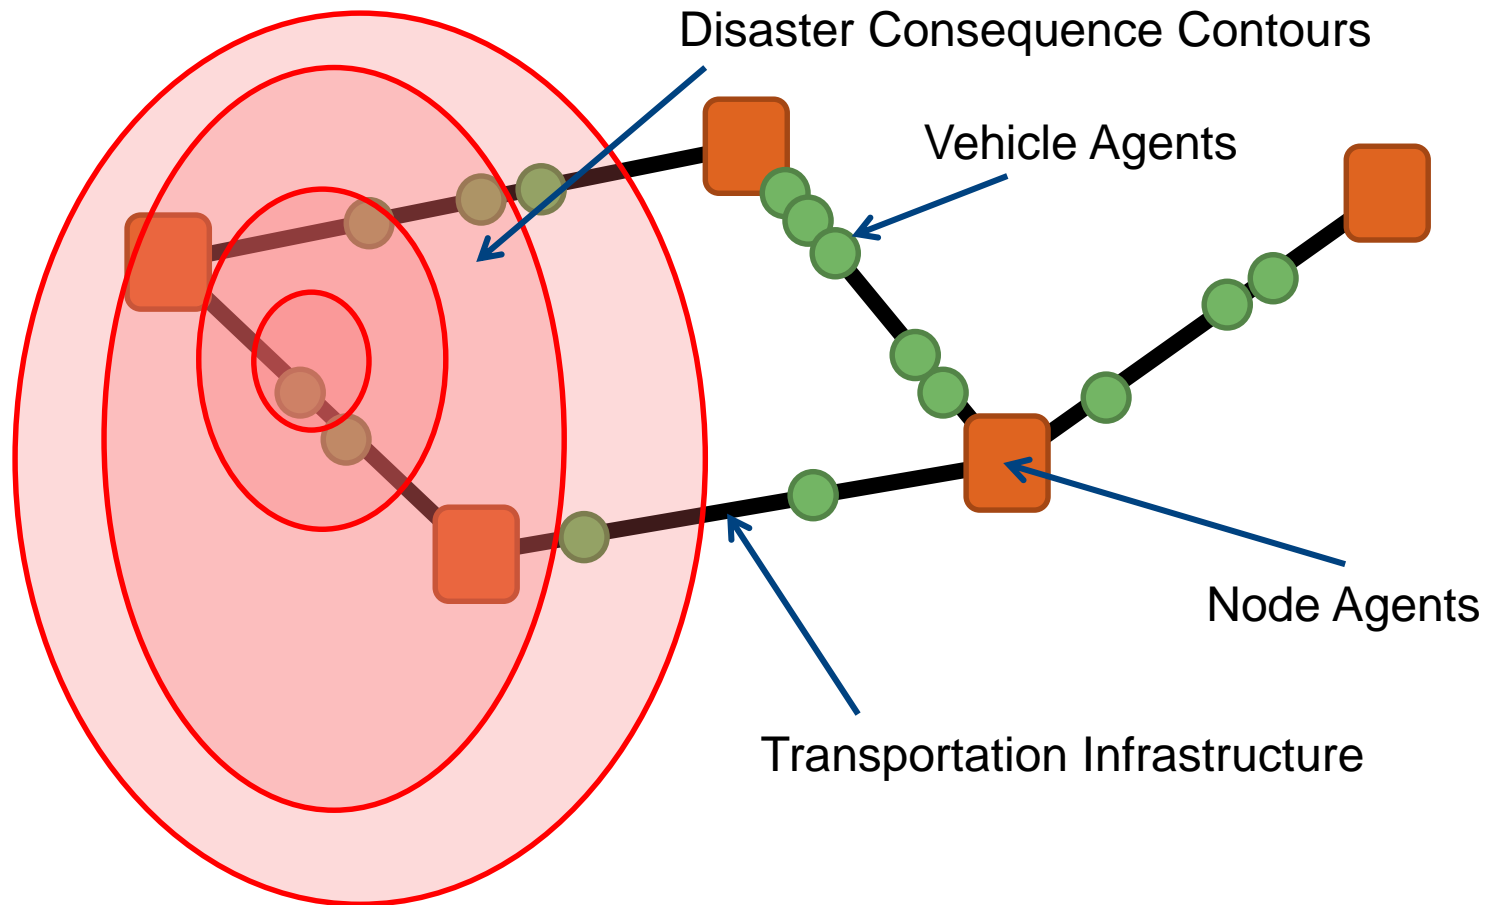 Disaster Consequence Contours
Vehicle Agents
Node Agents
Transportation Infrastructure